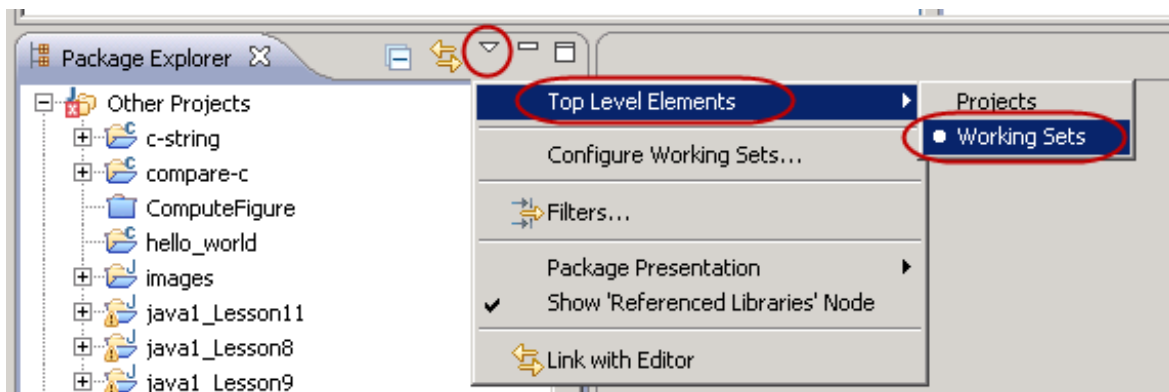 Package Explorer
Other Projects
c-string
compare-c
ComputeFigure
hello_world
images
java1_Lesson11
java1_Lesson8
java1_Lesson9
Top Level Elements
Configure Working Sets...
Filters...
Package Presentation
Show 'Referenced Libraries' Node
Link with Editor
Projects
Working Sets